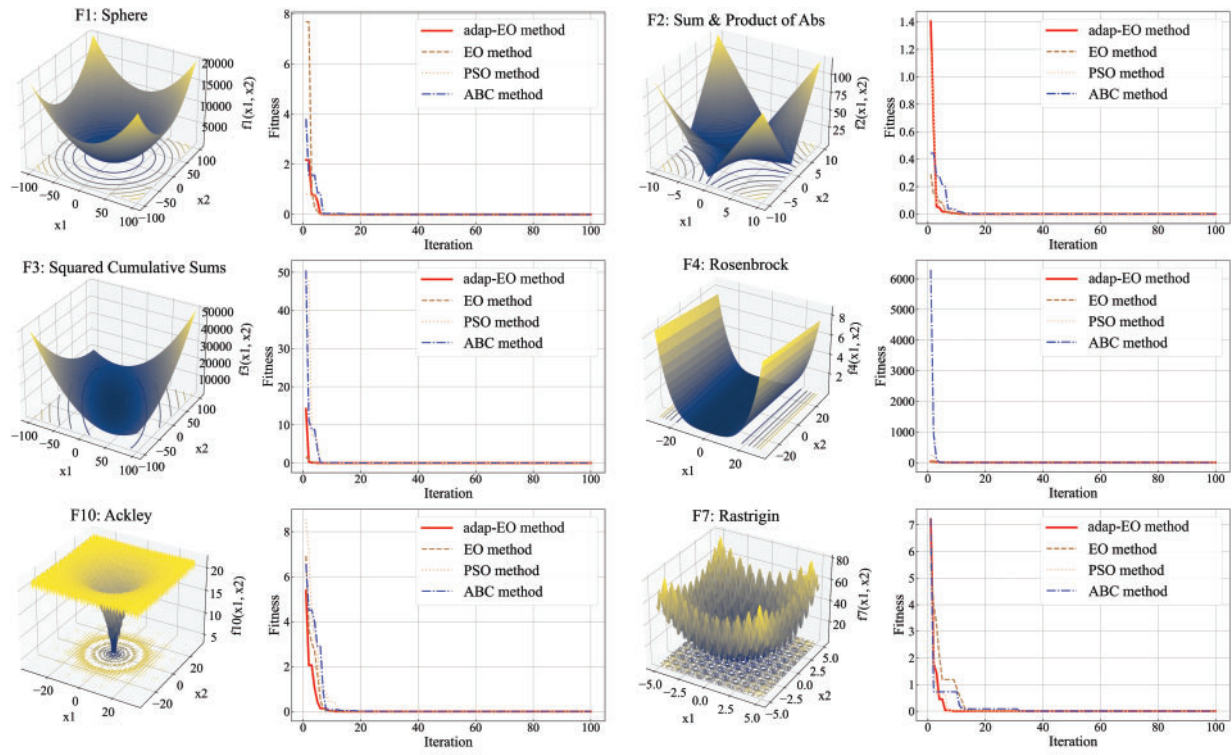 F1: Sphere
20000
15000
10000
5000
f1(x1, x2)
100
50
0
−50
−100
x2
−100
−50
0
50
100
x1
8
6
4
2
0
Fitness
adap-EO method
EO method
PSO method
ABC method
0 20 40 60 80 100
Iteration
F2: Sum & Product of Abs
100
75
50
25
f2(x1, x2)
10
5
0
−5
−10
x2
−10
−5
0
5
10
x1
1.4
1.2
1.0
0.8
0.6
0.4
0.2
0.0
Fitness
adap-EO method
EO method
PSO method
ABC method
0 20 40 60 80 100
Iteration
F3: Squared Cumulative Sums
50000
40000
30000
20000
10000
f3(x1, x2)
100
50
0
−50
−100
x2
−100
−50
0
50
100
x1
50
40
30
20
10
0
Fitness
adap-EO method
EO method
PSO method
ABC method
0 20 40 60 80 100
Iteration
F4: Rosenbrock
8
6
4
2
f4(x1, x2)
20
0
−20
x2
−20
0
20
x1
6000
5000
4000
3000
2000
1000
0
Fitness
adap-EO method
EO method
PSO method
ABC method
0 20 40 60 80 100
Iteration
F10: Ackley
20
15
10
5
f10(x1, x2)
20
0
−20
x2
−20
0
20
x1
8
6
4
2
0
Fitness
adap-EO method
EO method
PSO method
ABC method
0 20 40 60 80 100
Iteration
F7: Rastrigin
80
60
40
20
f7(x1, x2)
5.0
2.5
0.0
−2.5
−5.0
x2
−5.0
−2.5
0.0
2.5
5.0
x1
7
6
5
4
3
2
1
0
Fitness
adap-EO method
EO method
PSO method
ABC method
0 20 40 60 80 100
Iteration